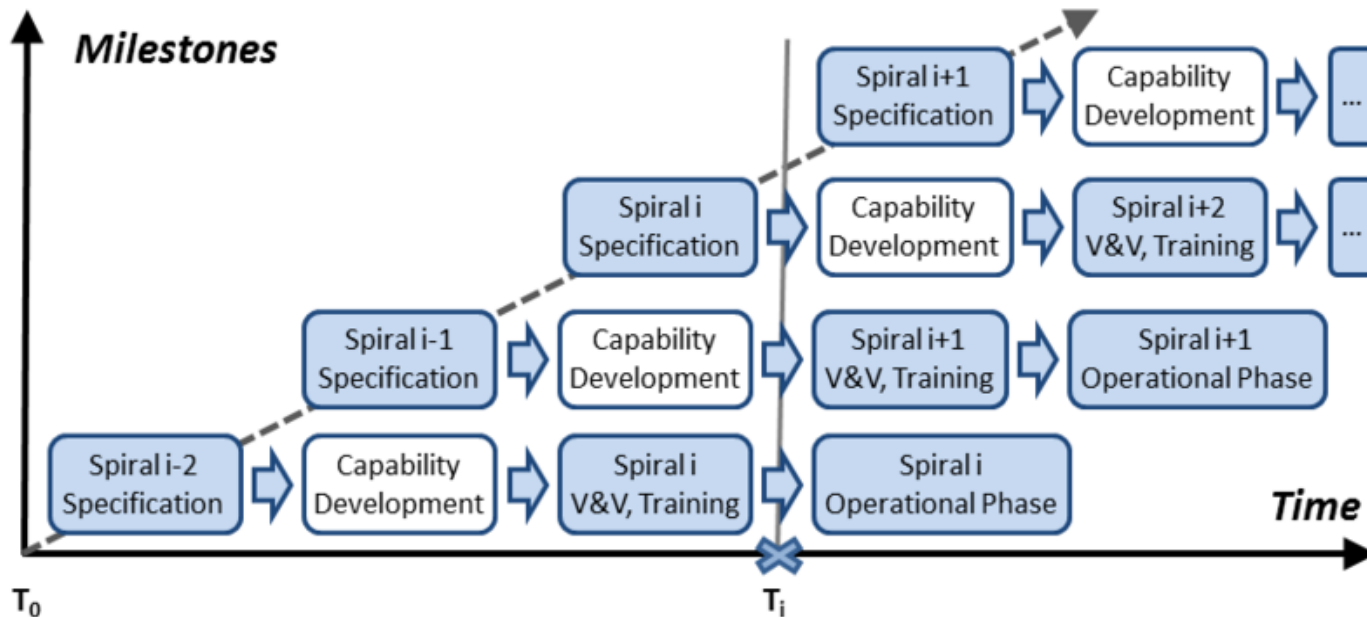 Milestones
Spiral i+1
Specification
Capability
Development
...
Spiral i
Specification
Capability
Development
Spiral i+2
V&V, Training
...
Spiral i-1
Specification
Capability
Development
Spiral i+1
V&V, Training
Spiral i+1
Operational Phase
Spiral i-2
Specification
Capability
Development
Spiral i
V&V, Training
Spiral i
Operational Phase
Time
T₀
Tᵢ